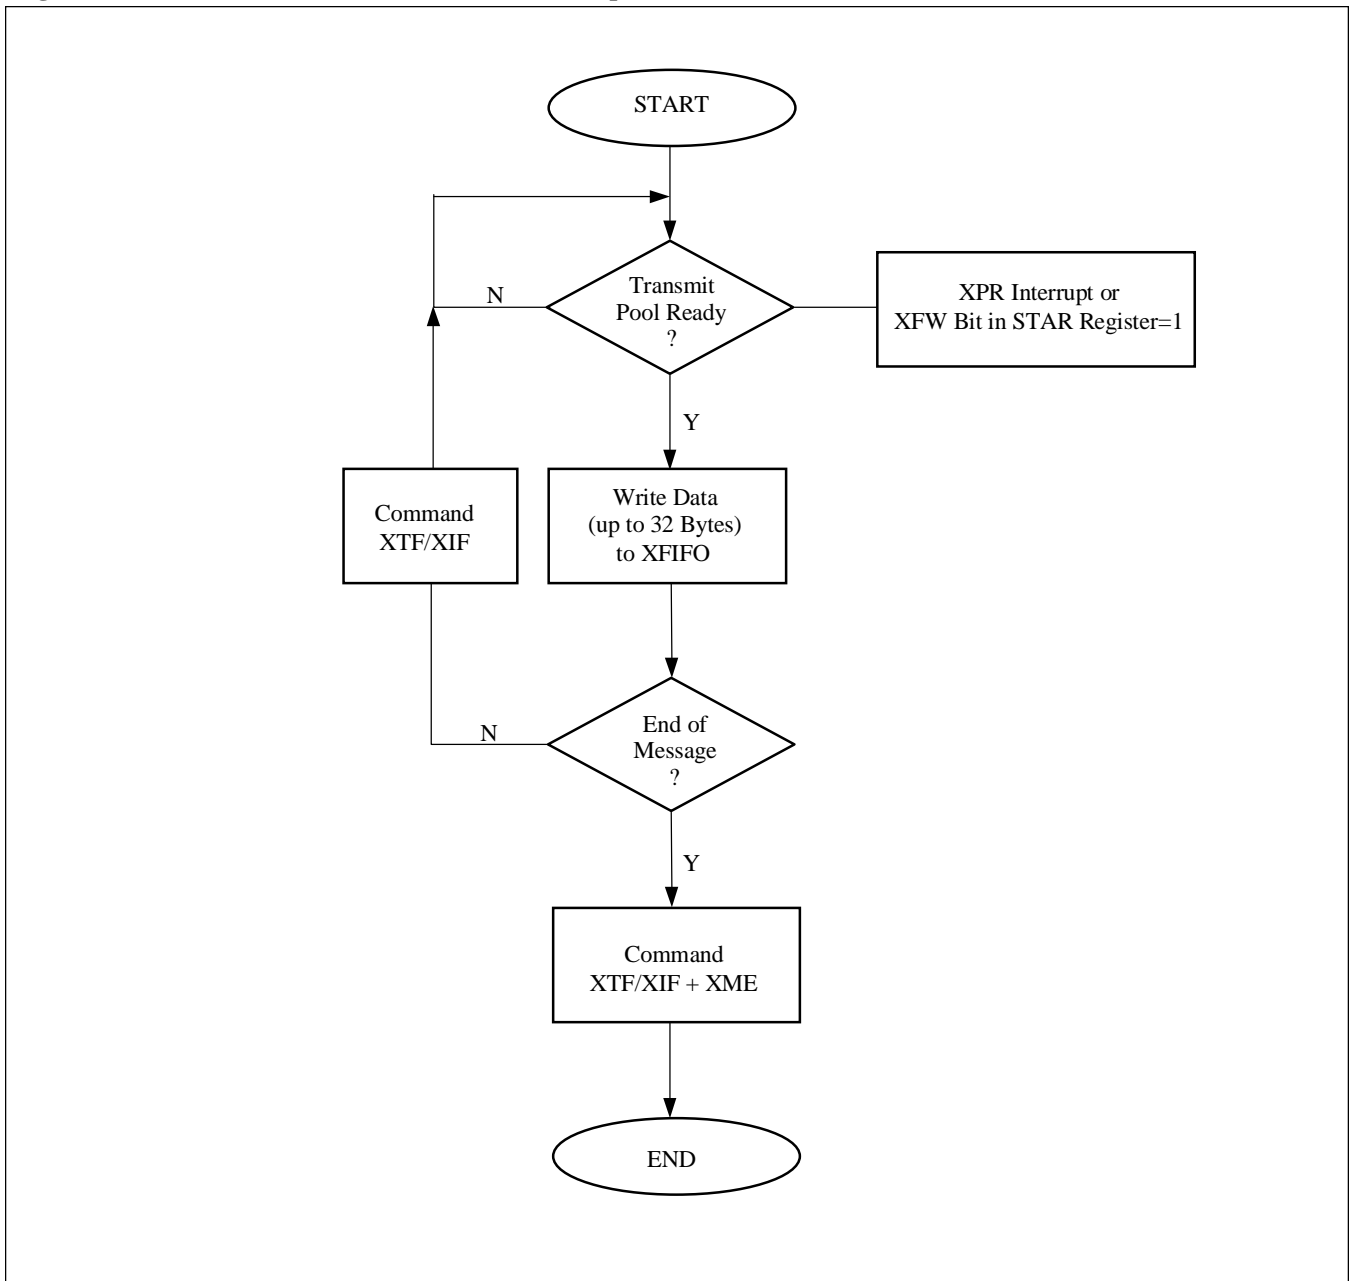 START
Transmit
Pool Ready
?
N
XPR Interrupt or
XFW Bit in STAR Register=1
Y
Command
XTF/XIF
Write Data
(up to 32 Bytes)
to XFIFO
End of
Message
?
N
Y
Command
XTF/XIF + XME
END